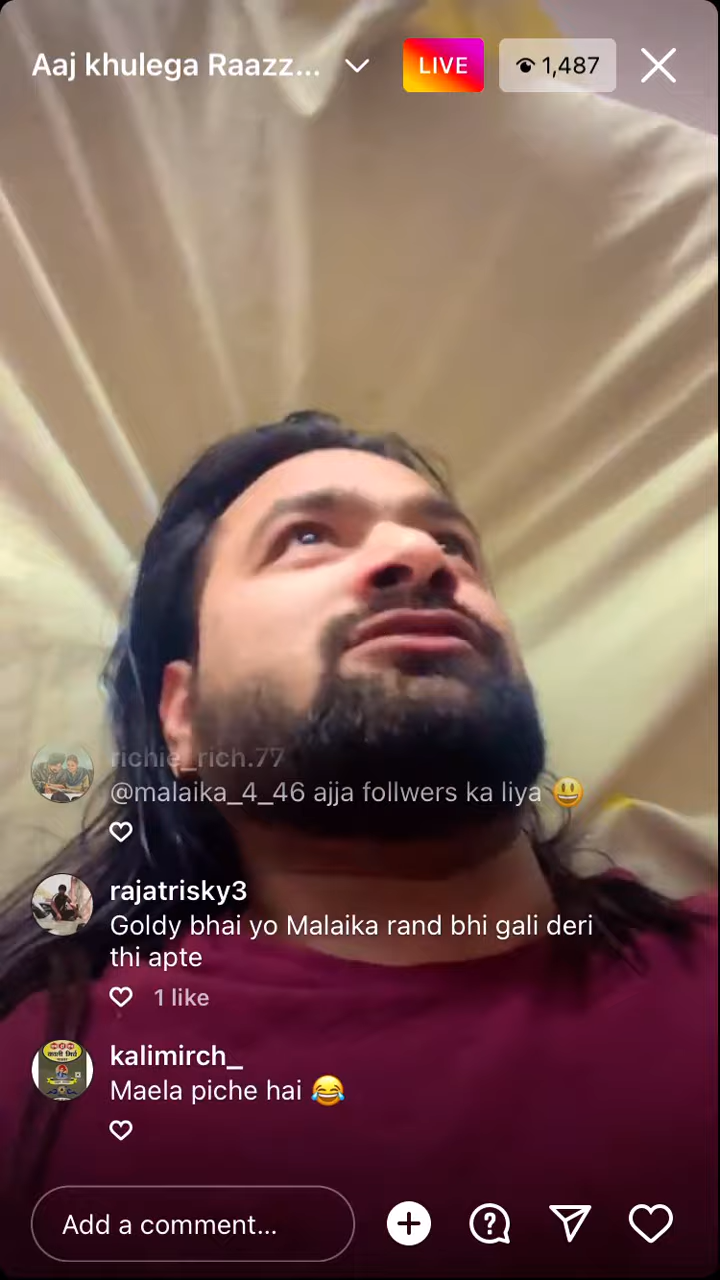 Aaj khulega Raazz...
LIVE
1,487
richie_rich.77
@malaika_4_46 ajja follwers ka liya 😃
rajatrisky3
Goldy bhai yo Malaika rand bhi gali deri
thi apte
1 like
kalimirch_
Maela piche hai 😂
Add a comment...